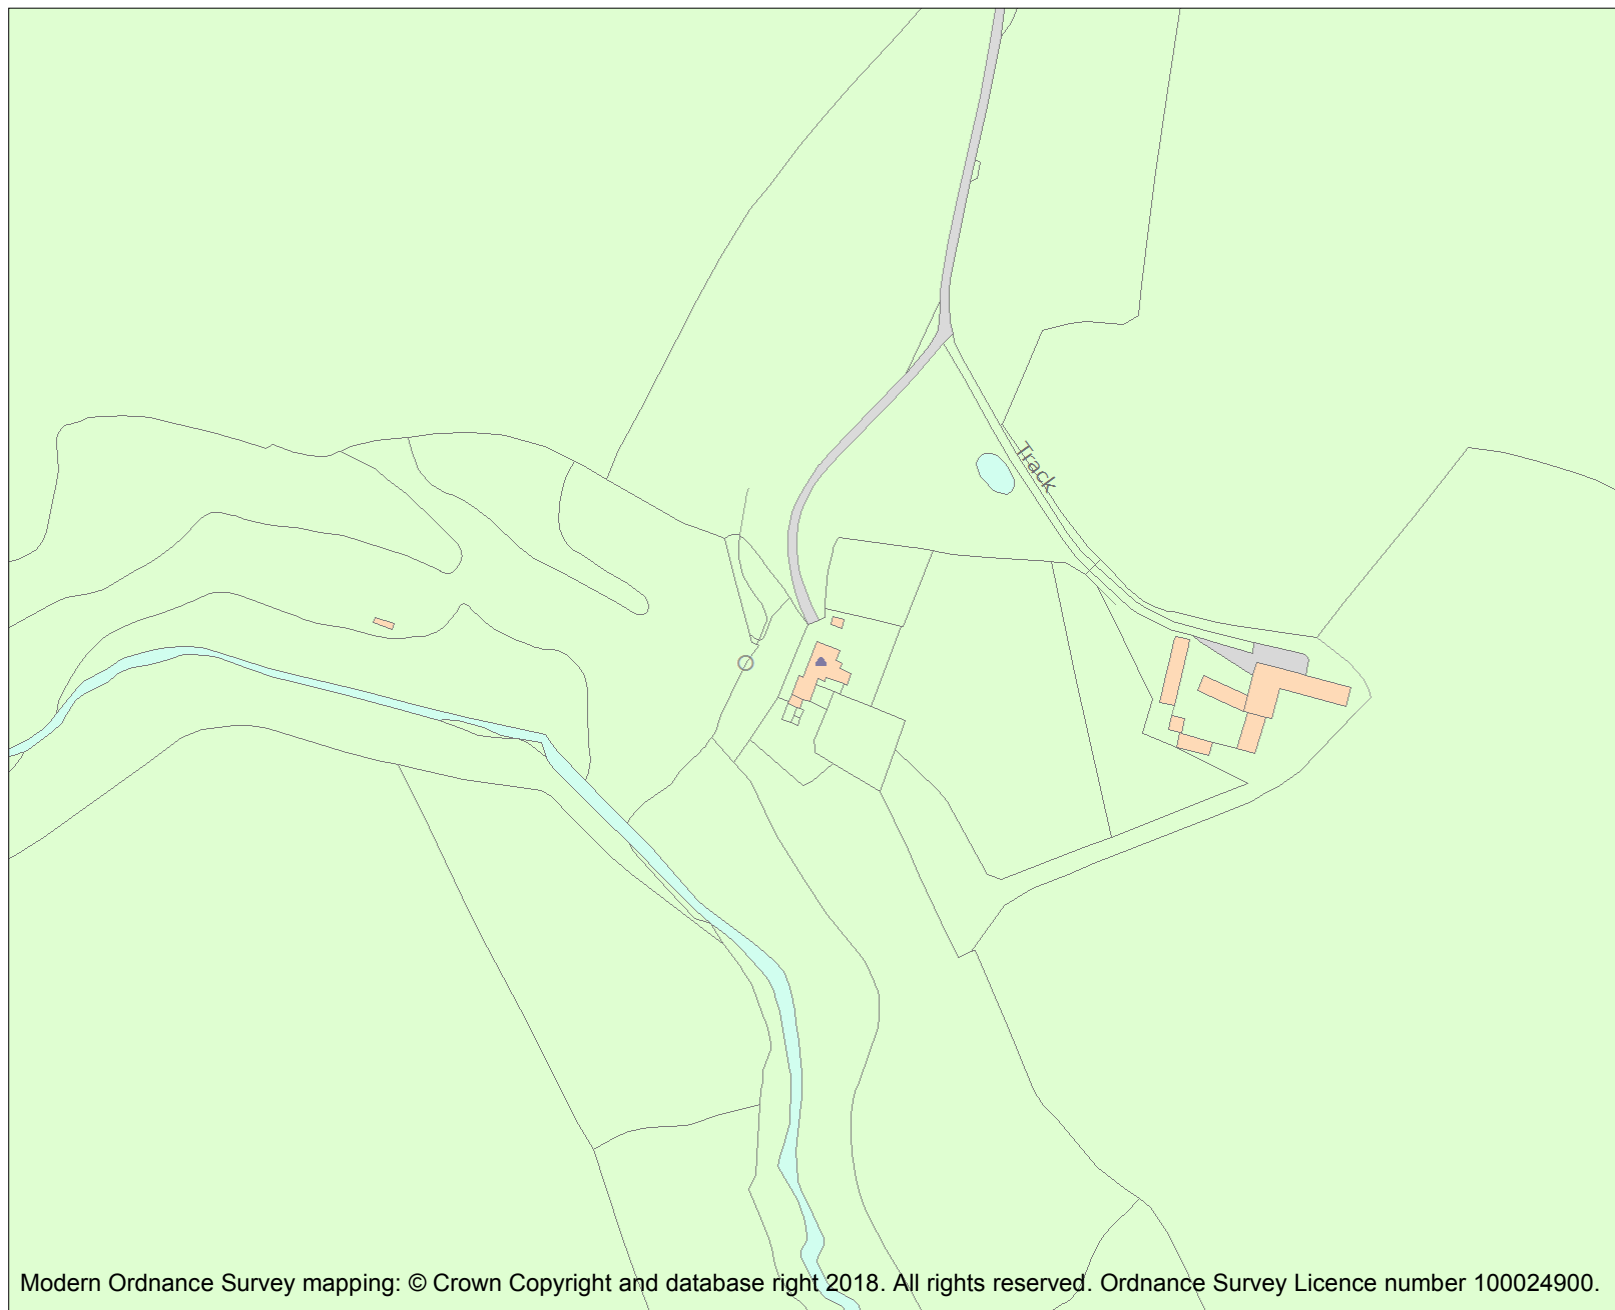 Track
Modern Ordnance Survey mapping: © Crown Copyright and database right 2018. All rights reserved. Ordnance Survey Licence number 100024900.